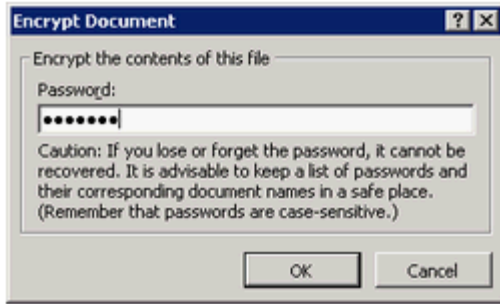 Encrypt Document
Encrypt the contents of this file
Password:
•••••••
Caution: If you lose or forget the password, it cannot be
recovered. It is advisable to keep a list of passwords and
their corresponding document names in a safe place.
(Remember that passwords are case-sensitive.)
OK
Cancel